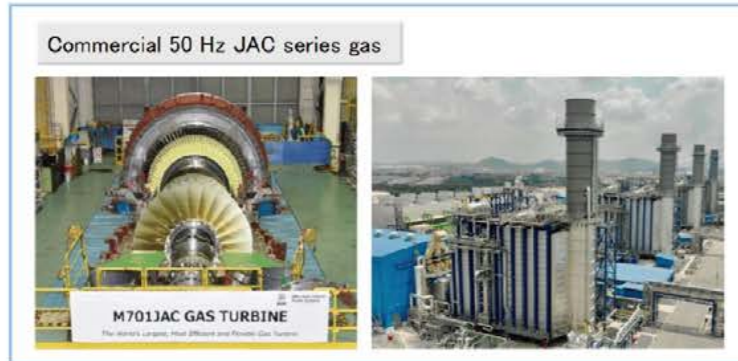 Commercial 50 Hz JAC series gas
M701JAC GAS TURBINE
The World's Largest, Most Efficient and Flexible Gas Turbine